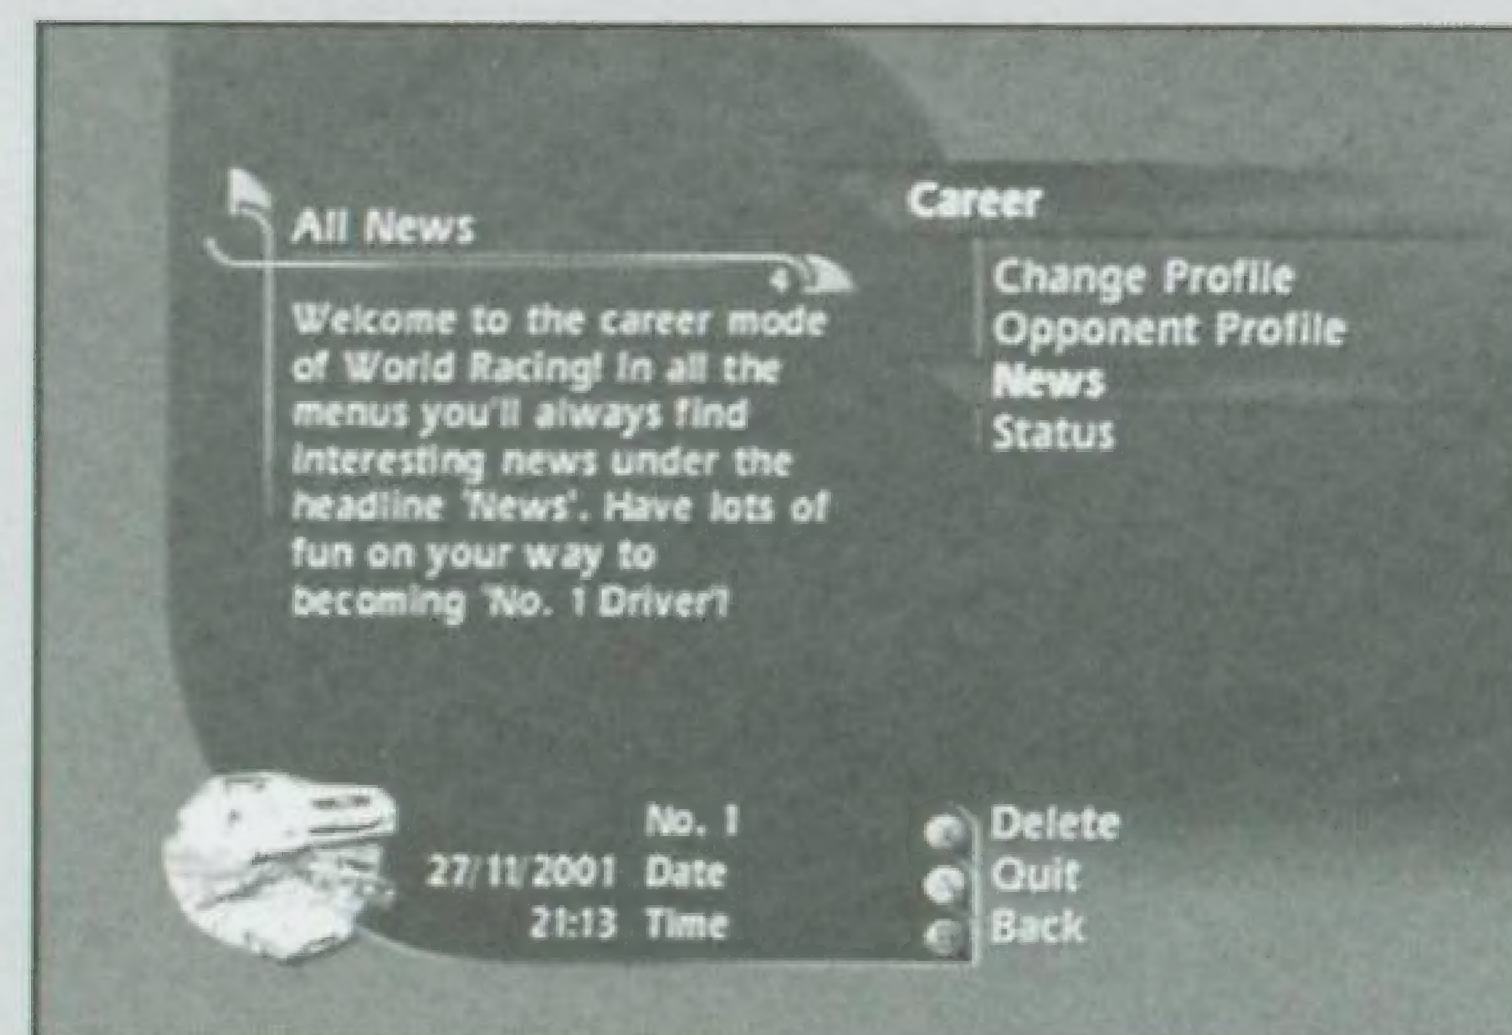 All News
4
Welcome to the career mode
of World Racing! In all the
menus you'll always find
interesting news under the
headline 'News'. Have lots of
fun on your way to
becoming 'No. 1 Driver'!
Career
Change Profile
Opponent Profile
News
Status
No. 1
27/11/2001 Date
21:13 Time
Delete
Quit
Back